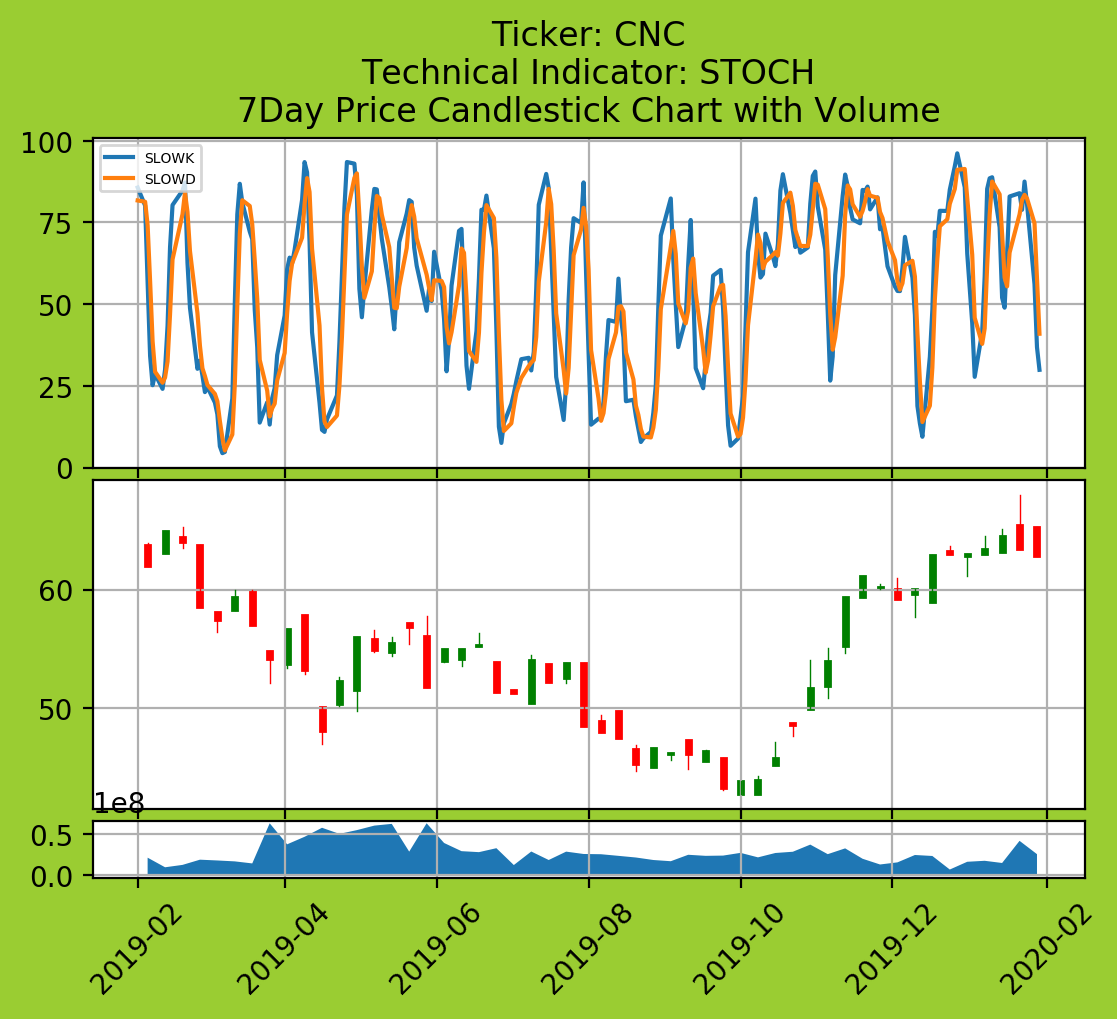 Ticker: CNC
Technical Indicator: STOCH
7Day Price Candlestick Chart with Volume
100
SLOWK
SLOWD
75
50
25
0
60
50
1e8
0.5
0.0
2019-02
2019-04
2019-06
2019-08
2019-10
2019-12
2020-02